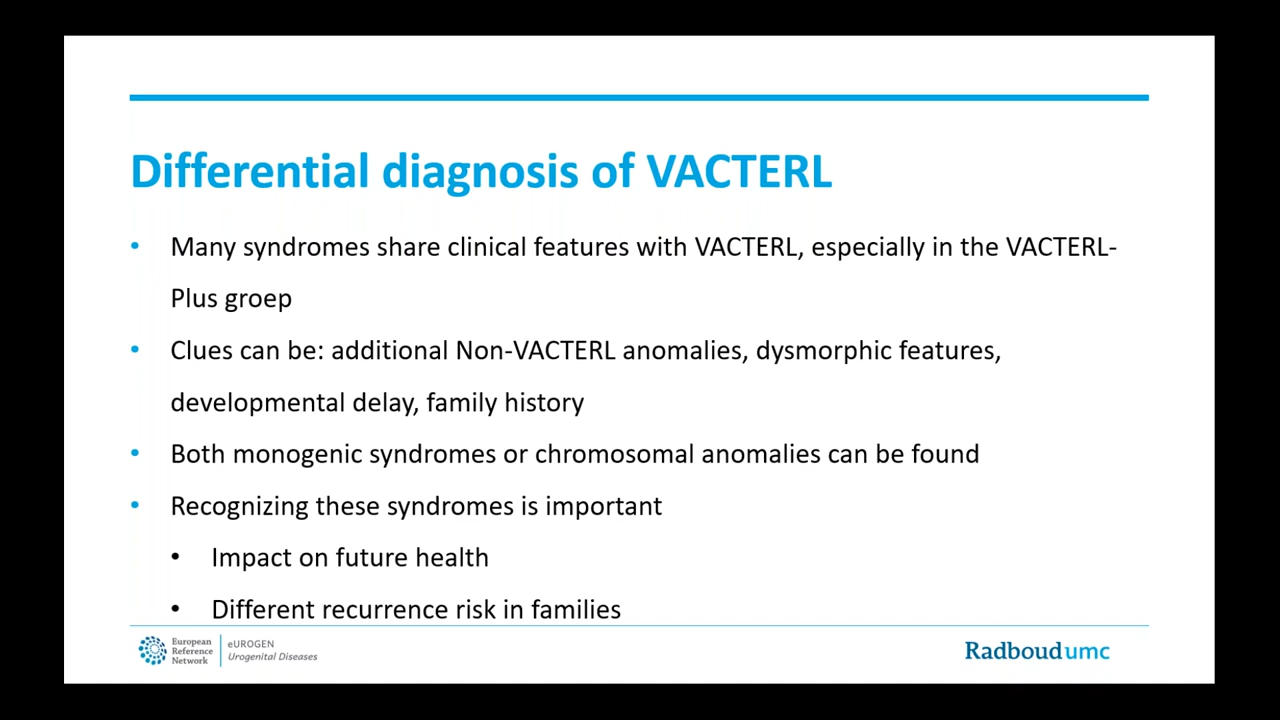 Differential diagnosis of VACTERL
• Many syndromes share clinical features with VACTERL, especially in the VACTERL-
Plus groep
• Clues can be: additional Non-VACTERL anomalies, dysmorphic features,
developmental delay, family history
• Both monogenic syndromes or chromosomal anomalies can be found
• Recognizing these syndromes is important
• Impact on future health
• Different recurrence risk in families
European
Reference
Network
eUROGEN
Urogenital Diseases
Radboudumc